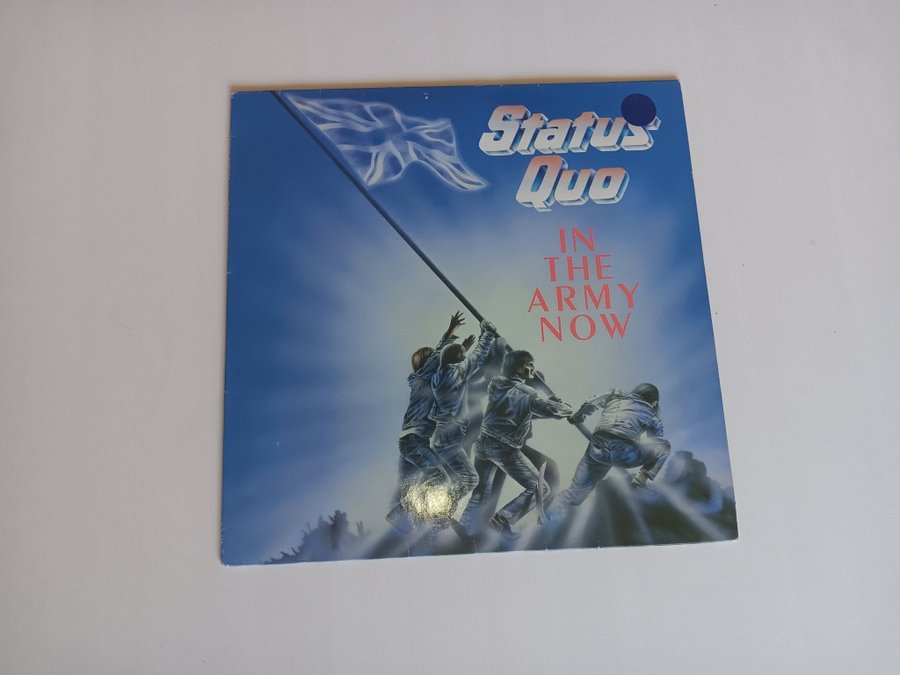 Status
Quo
IN
THE
ARMY
NOW